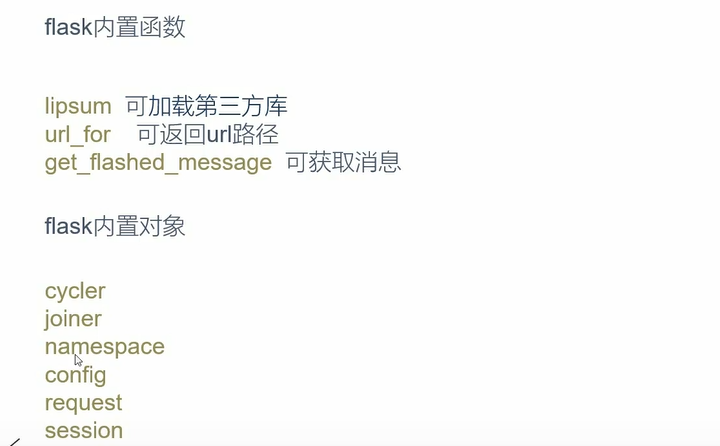 flask内置函数
lipsum 可加载第三方库
url_for 可返回url路径
get_flashed_message 可获取消息
flask内置对象
cycler
joiner
namespace
config
request
session